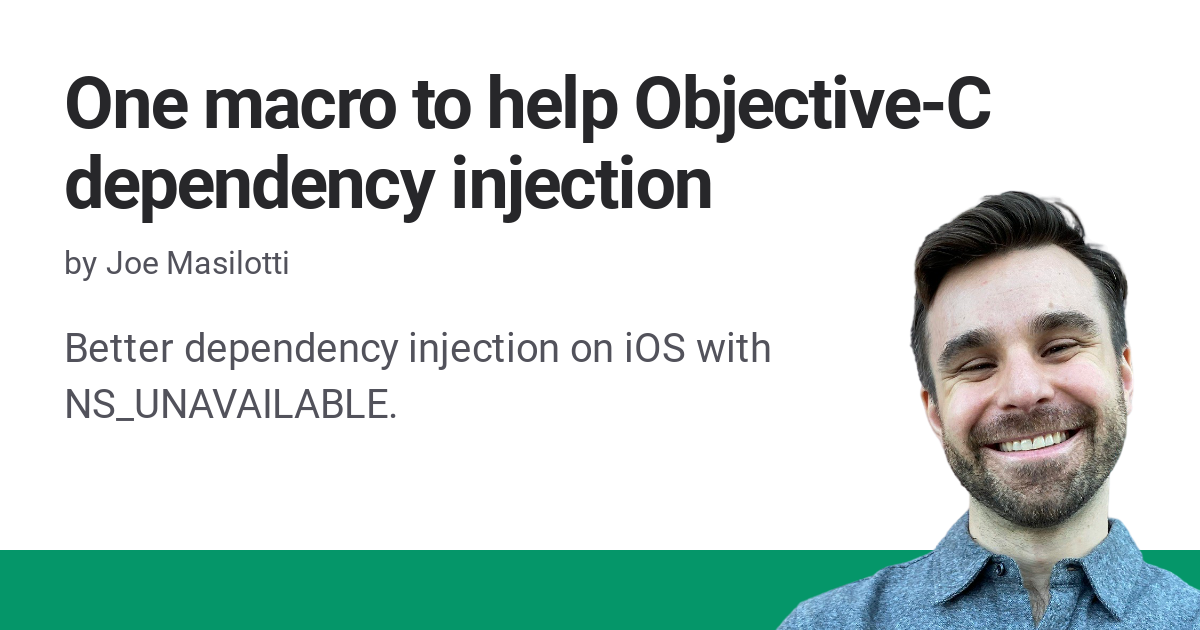 One macro to help Objective-C
dependency injection
by Joe Masilotti
Better dependency injection on iOS with
NS_UNAVAILABLE.